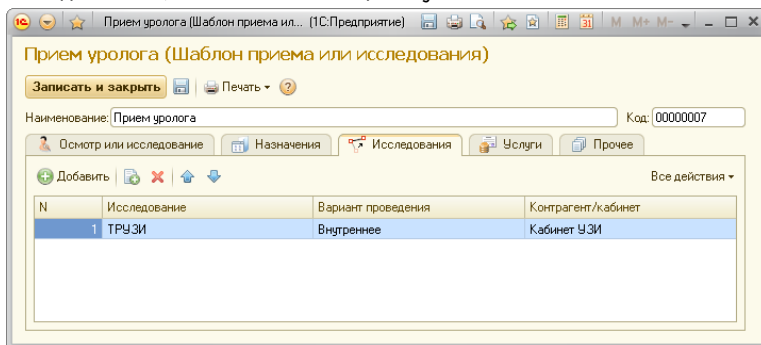 Прием уролога (Шаблон приема ил... (1С:Предприятие) M M+ M-
Прием уролога (Шаблон приема или исследования)
Записать и закрыть Печать
Наименование: Прием уролога Код: 00000007
Осмотр или исследование Назначения Исследования Услуги Прочее
Добавить Все действия
N Исследование Вариант проведения Контрагент/кабинет
1 ТРУЗИ Внутреннее Кабинет УЗИ